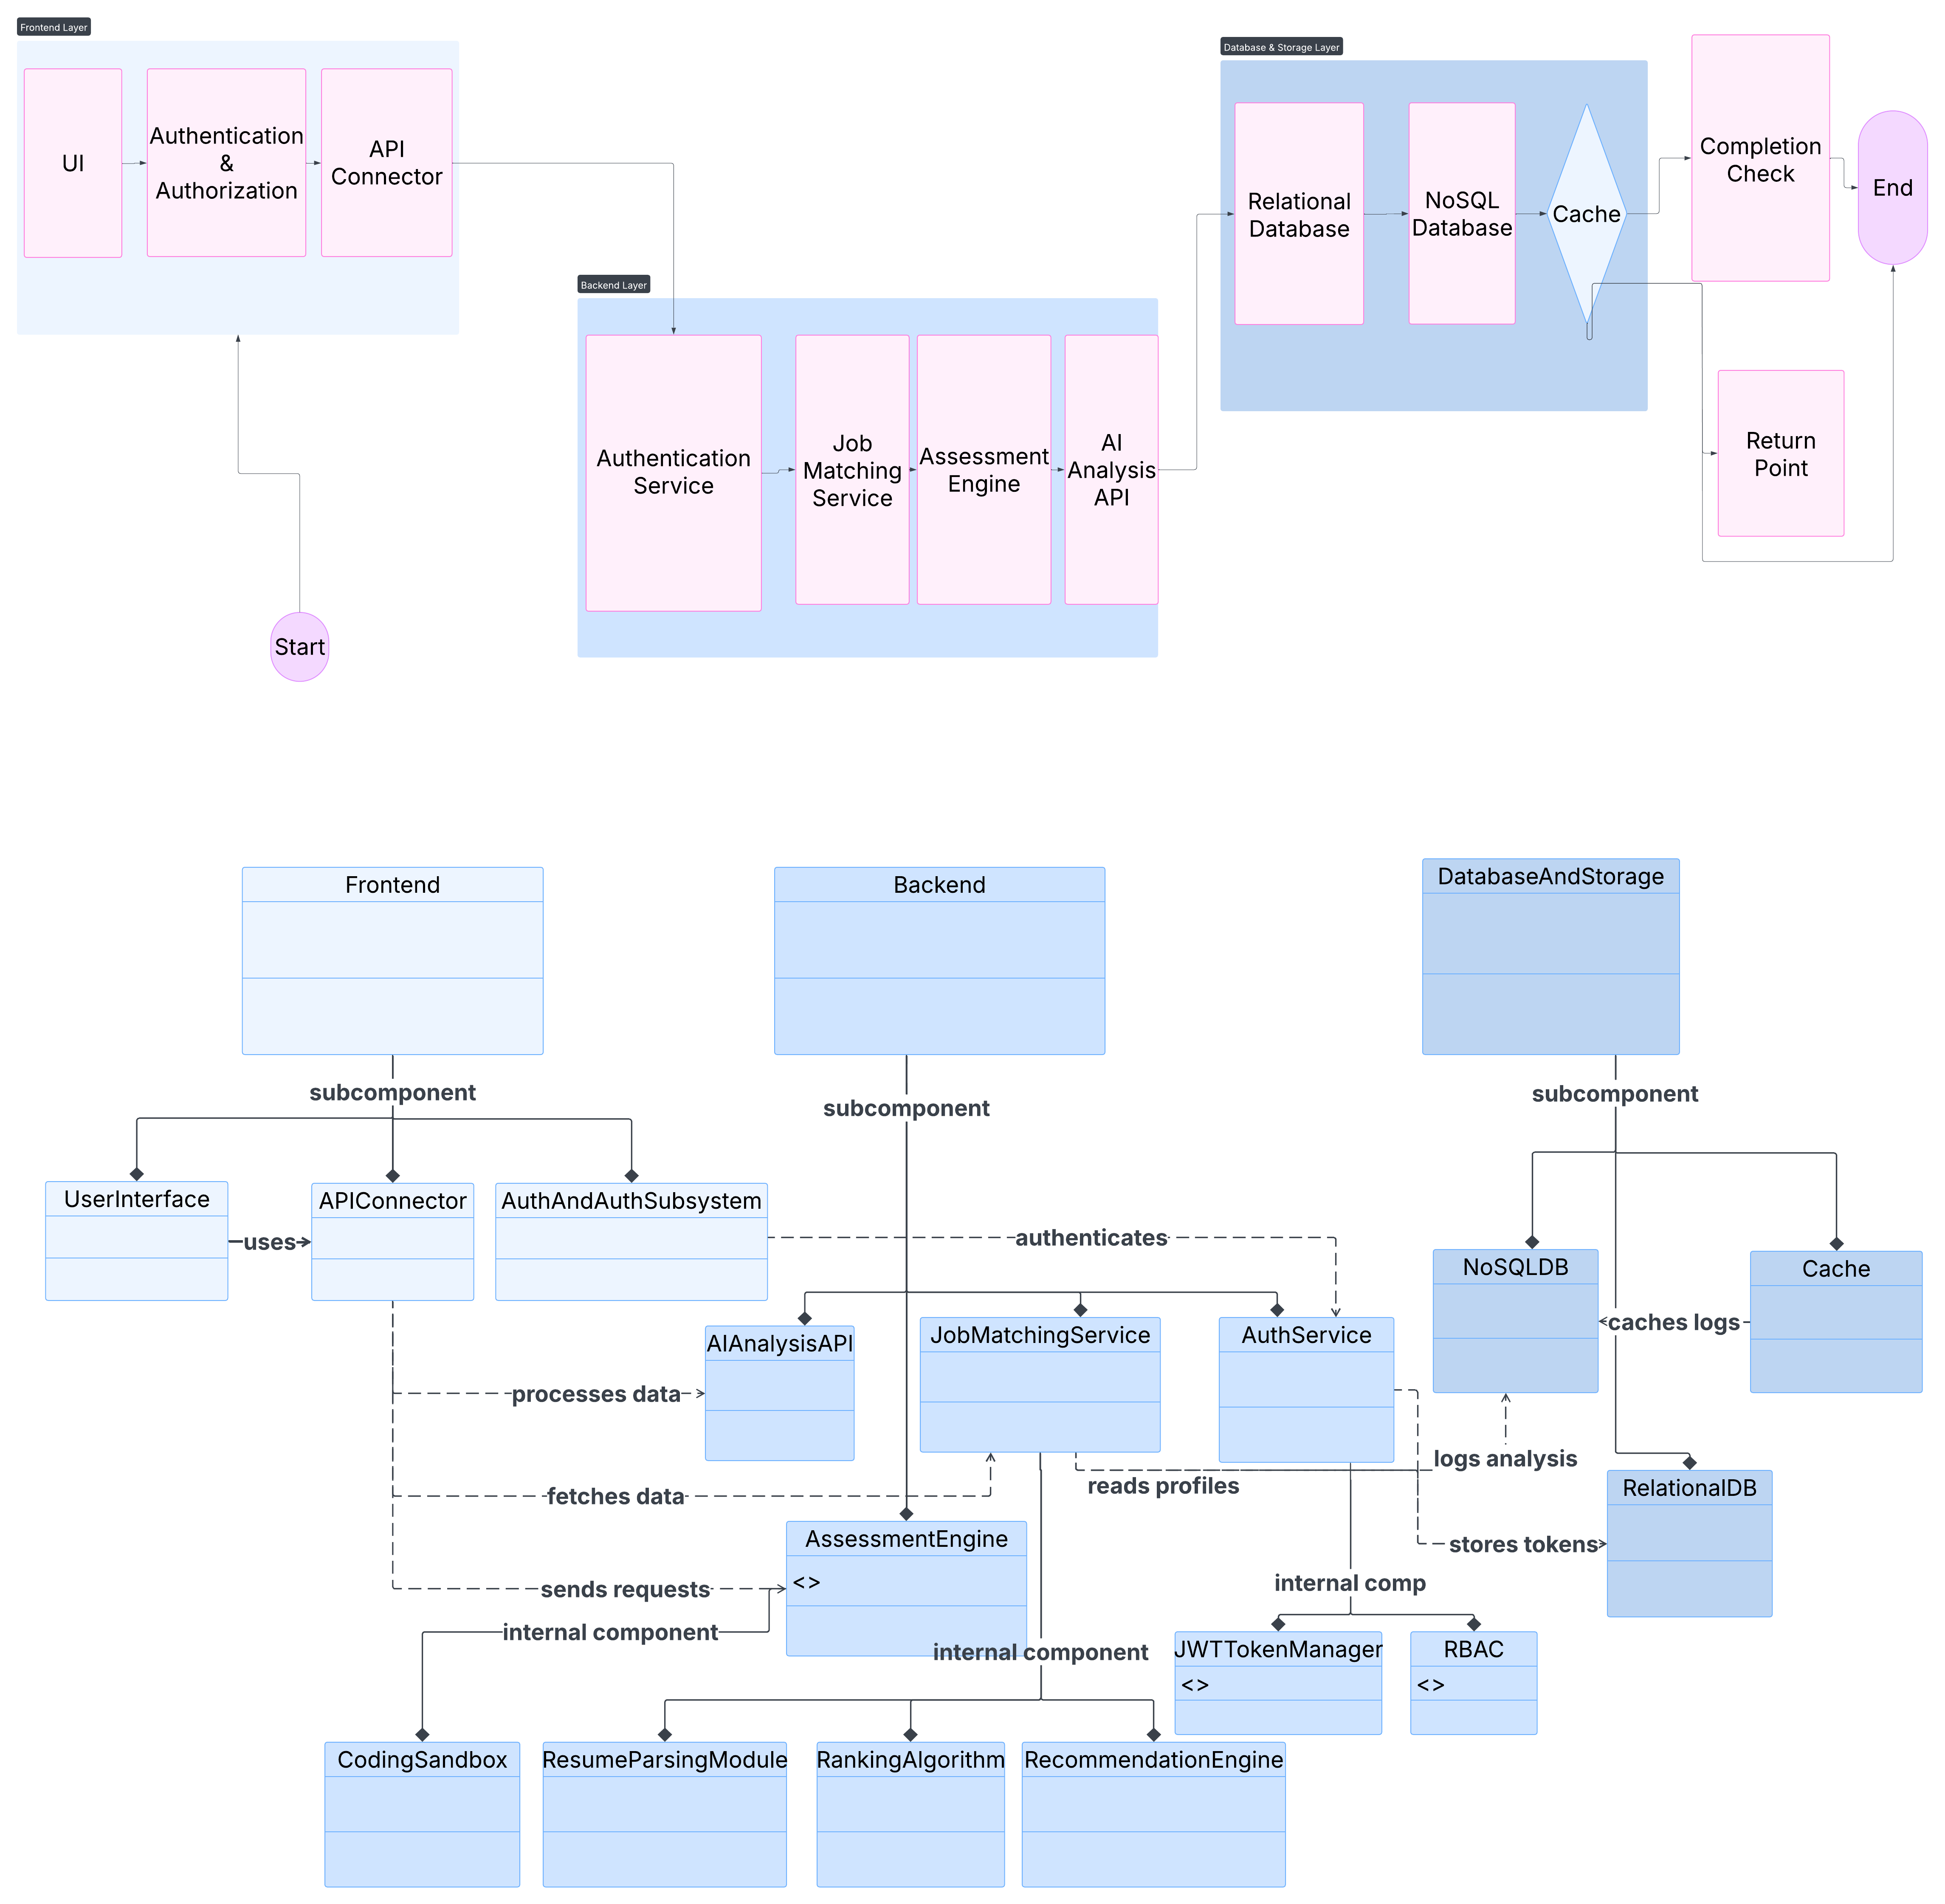 Frontend Layer
UI
Authentication
&
Authorization
API
Connector
Database & Storage Layer
Relational
Database
NoSQL
Database
Cache
Completion
Check
End
Backend Layer
Authentication
Service
Job
Matching
Service
Assessment
Engine
AI
Analysis
API
Return
Point
Start
Frontend
Backend
DatabaseAndStorage
subcomponent
subcomponent
subcomponent
UserInterface
APIConnector
AuthAndAuthSubsystem
uses
authenticates
NoSQLDB
Cache
AIAnalysisAPI
JobMatchingService
AuthService
caches logs
processes data
logs analysis
reads profiles
fetches data
RelationalDB
AssessmentEngine
<>
stores tokens
sends requests
internal comp
internal component
internal component
JWTTokenManager
<>
RBAC
<>
CodingSandbox
ResumeParsingModule
RankingAlgorithm
RecommendationEngine